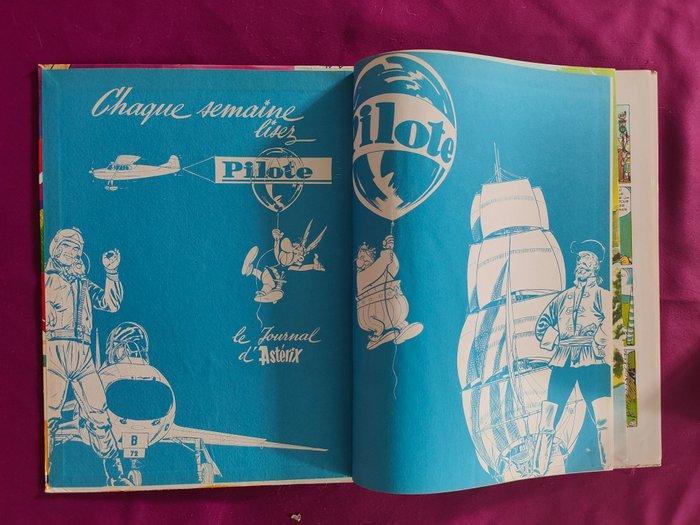 Chaque semaine
lisez
Pilote
le Journal
d'Astérix
B
72
Pilote